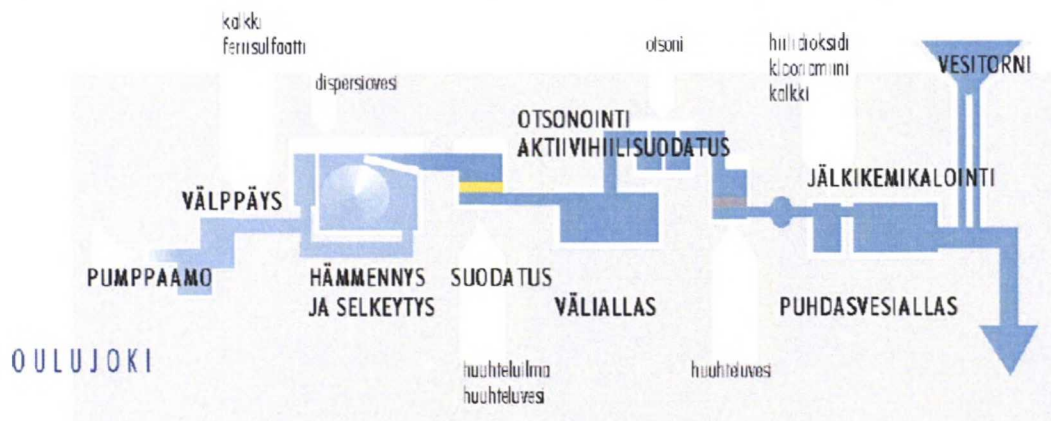 kalkki
ferrisulfaatti
dispersiovesi
otsoni
hiilidioksidi
klooriamiini
kalkki
VESITORNI
OTSONOINTI
AKTIIVIHIILISUODATUS
VÄLPPÄYS
JÄLKIKEMIKALOINTI
PUMPPAAMO
HÄMMENNYS
JA SELKEYTYS
SUODATUS
VÄLIALLAS
PUHDASVESIALLAS
OULUJOKI
huuhteluilma
huuhteluvesi
huuhteluvesi